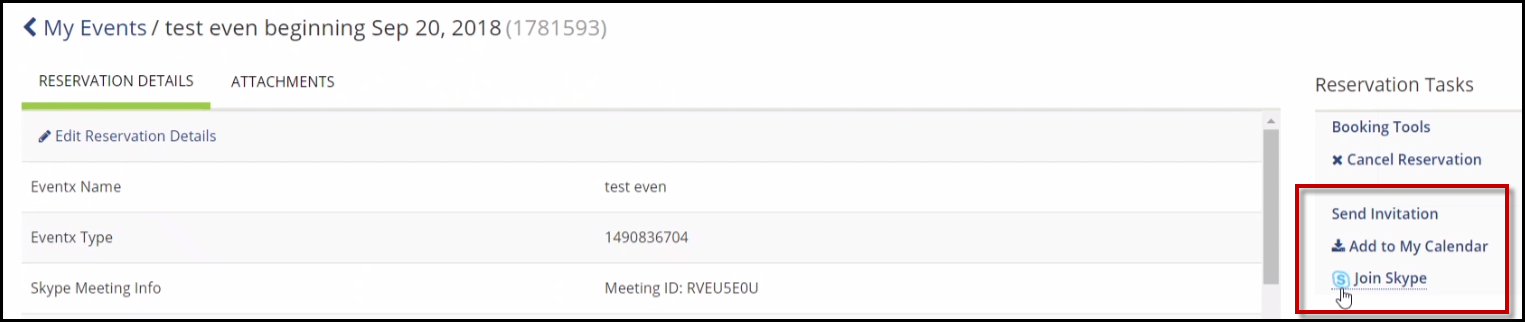 My Events / test even beginning Sep 20, 2018 (1781593)
RESERVATION DETAILS ATTACHMENTS
Edit Reservation Details
Eventx Name test even
Eventx Type 1490836704
Skype Meeting Info Meeting ID: RVEU5E0U
Reservation Tasks
Booking Tools
Cancel Reservation
Send Invitation
Add to My Calendar
Join Skype